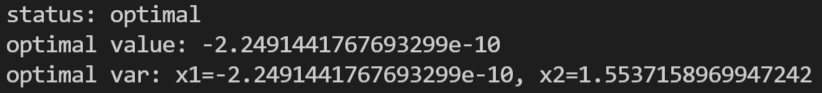 status: optimal
optimal value: -2.2491441767693299e-10
optimal var: x1=-2.2491441767693299e-10, x2=1.5537158969947242